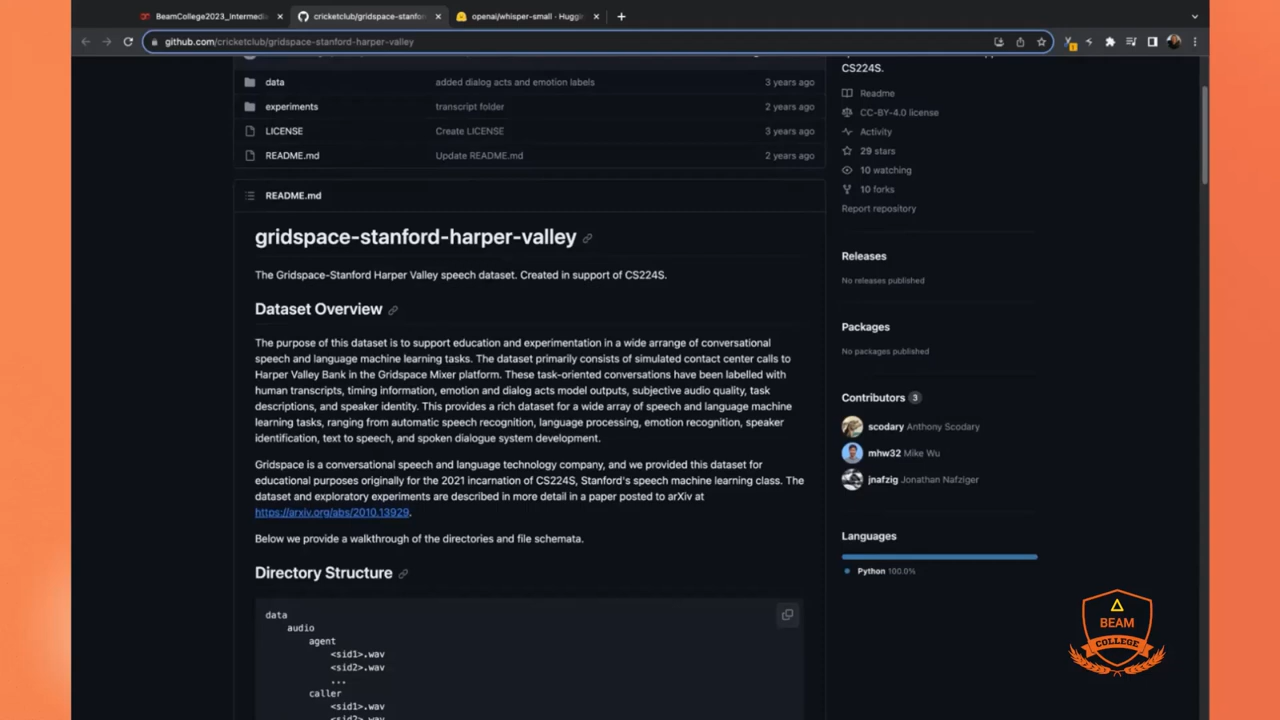 BeamCollege2023_Intermedi
cricketclub/gridspace-stanfor
openai/whisper-small · Huggin
github.com/cricketclub/gridspace-stanford-harper-valley
data added dialog acts and emotion labels 3 years ago
experiments transcript folder 2 years ago
LICENSE Create LICENSE 3 years ago
README.md Update README.md 2 years ago
README.md
gridspace-stanford-harper-valley
The Gridspace-Stanford Harper Valley speech dataset. Created in support of CS224S.
Dataset Overview
The purpose of this dataset is to support education and experimentation in a wide arrange of conversational
speech and language machine learning tasks. The dataset primarily consists of simulated contact center calls to
Harper Valley Bank in the Gridspace Mixer platform. These task-oriented conversations have been labelled with
human transcripts, timing information, emotion and dialog acts model outputs, subjective audio quality, task
descriptions, and speaker identity. This provides a rich dataset for a wide array of speech and language machine
learning tasks, ranging from automatic speech recognition, language processing, emotion recognition, speaker
identification, text to speech, and spoken dialogue system development.
Gridspace is a conversational speech and language technology company, and we provided this dataset for
educational purposes originally for the 2021 incarnation of CS224S, Stanford's speech machine learning class. The
dataset and exploratory experiments are described in more detail in a paper posted to arXiv at
https://arxiv.org/abs/2010.13929.
Below we provide a walkthrough of the directories and file schemata.
Directory Structure
data
audio
agent
<sid1>.wav
<sid2>.wav
...
caller
<sid1>.wav
<sid2>.wav
CS224S.
Readme
CC-BY-4.0 license
Activity
29 stars
10 watching
10 forks
Report repository
Releases
No releases published
Packages
No packages published
Contributors 3
scodary Anthony Scodary
mhw32 Mike Wu
jnafzig Jonathan Nafziger
Languages
Python 100.0%
BEAM
COLLEGE